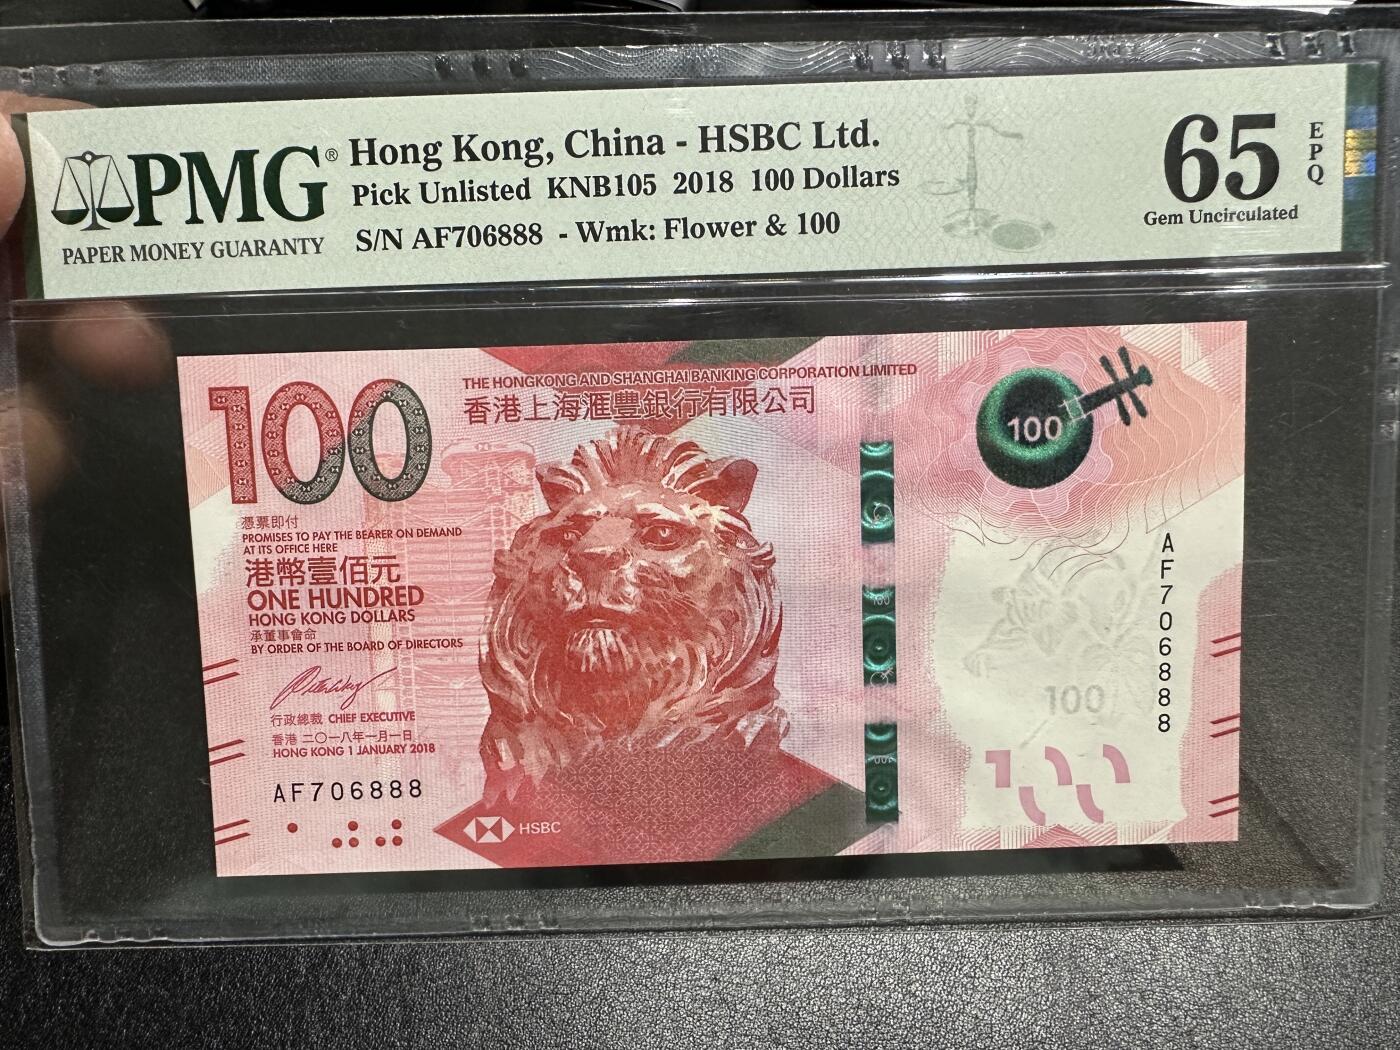 PMG®
PAPER MONEY GUARANTY
Hong Kong, China - HSBC Ltd.
Pick Unlisted KNB105 2018 100 Dollars
S/N AF706888 - Wmk: Flower & 100
65
EPQ
Gem Uncirculated
100
THE HONGKONG AND SHANGHAI BANKING CORPORATION LIMITED
香港上海滙豐銀行有限公司
100
憑票即付
PROMISES TO PAY THE BEARER ON DEMAND
AT ITS OFFICE HERE
港幣壹佰元
ONE HUNDRED
HONG KONG DOLLARS
承董事會命
BY ORDER OF THE BOARD OF DIRECTORS
行政總裁 CHIEF EXECUTIVE
香港 二〇一八年一月一日
HONG KONG 1 JANUARY 2018
AF706888
HSBC
100
100
AF706888
100